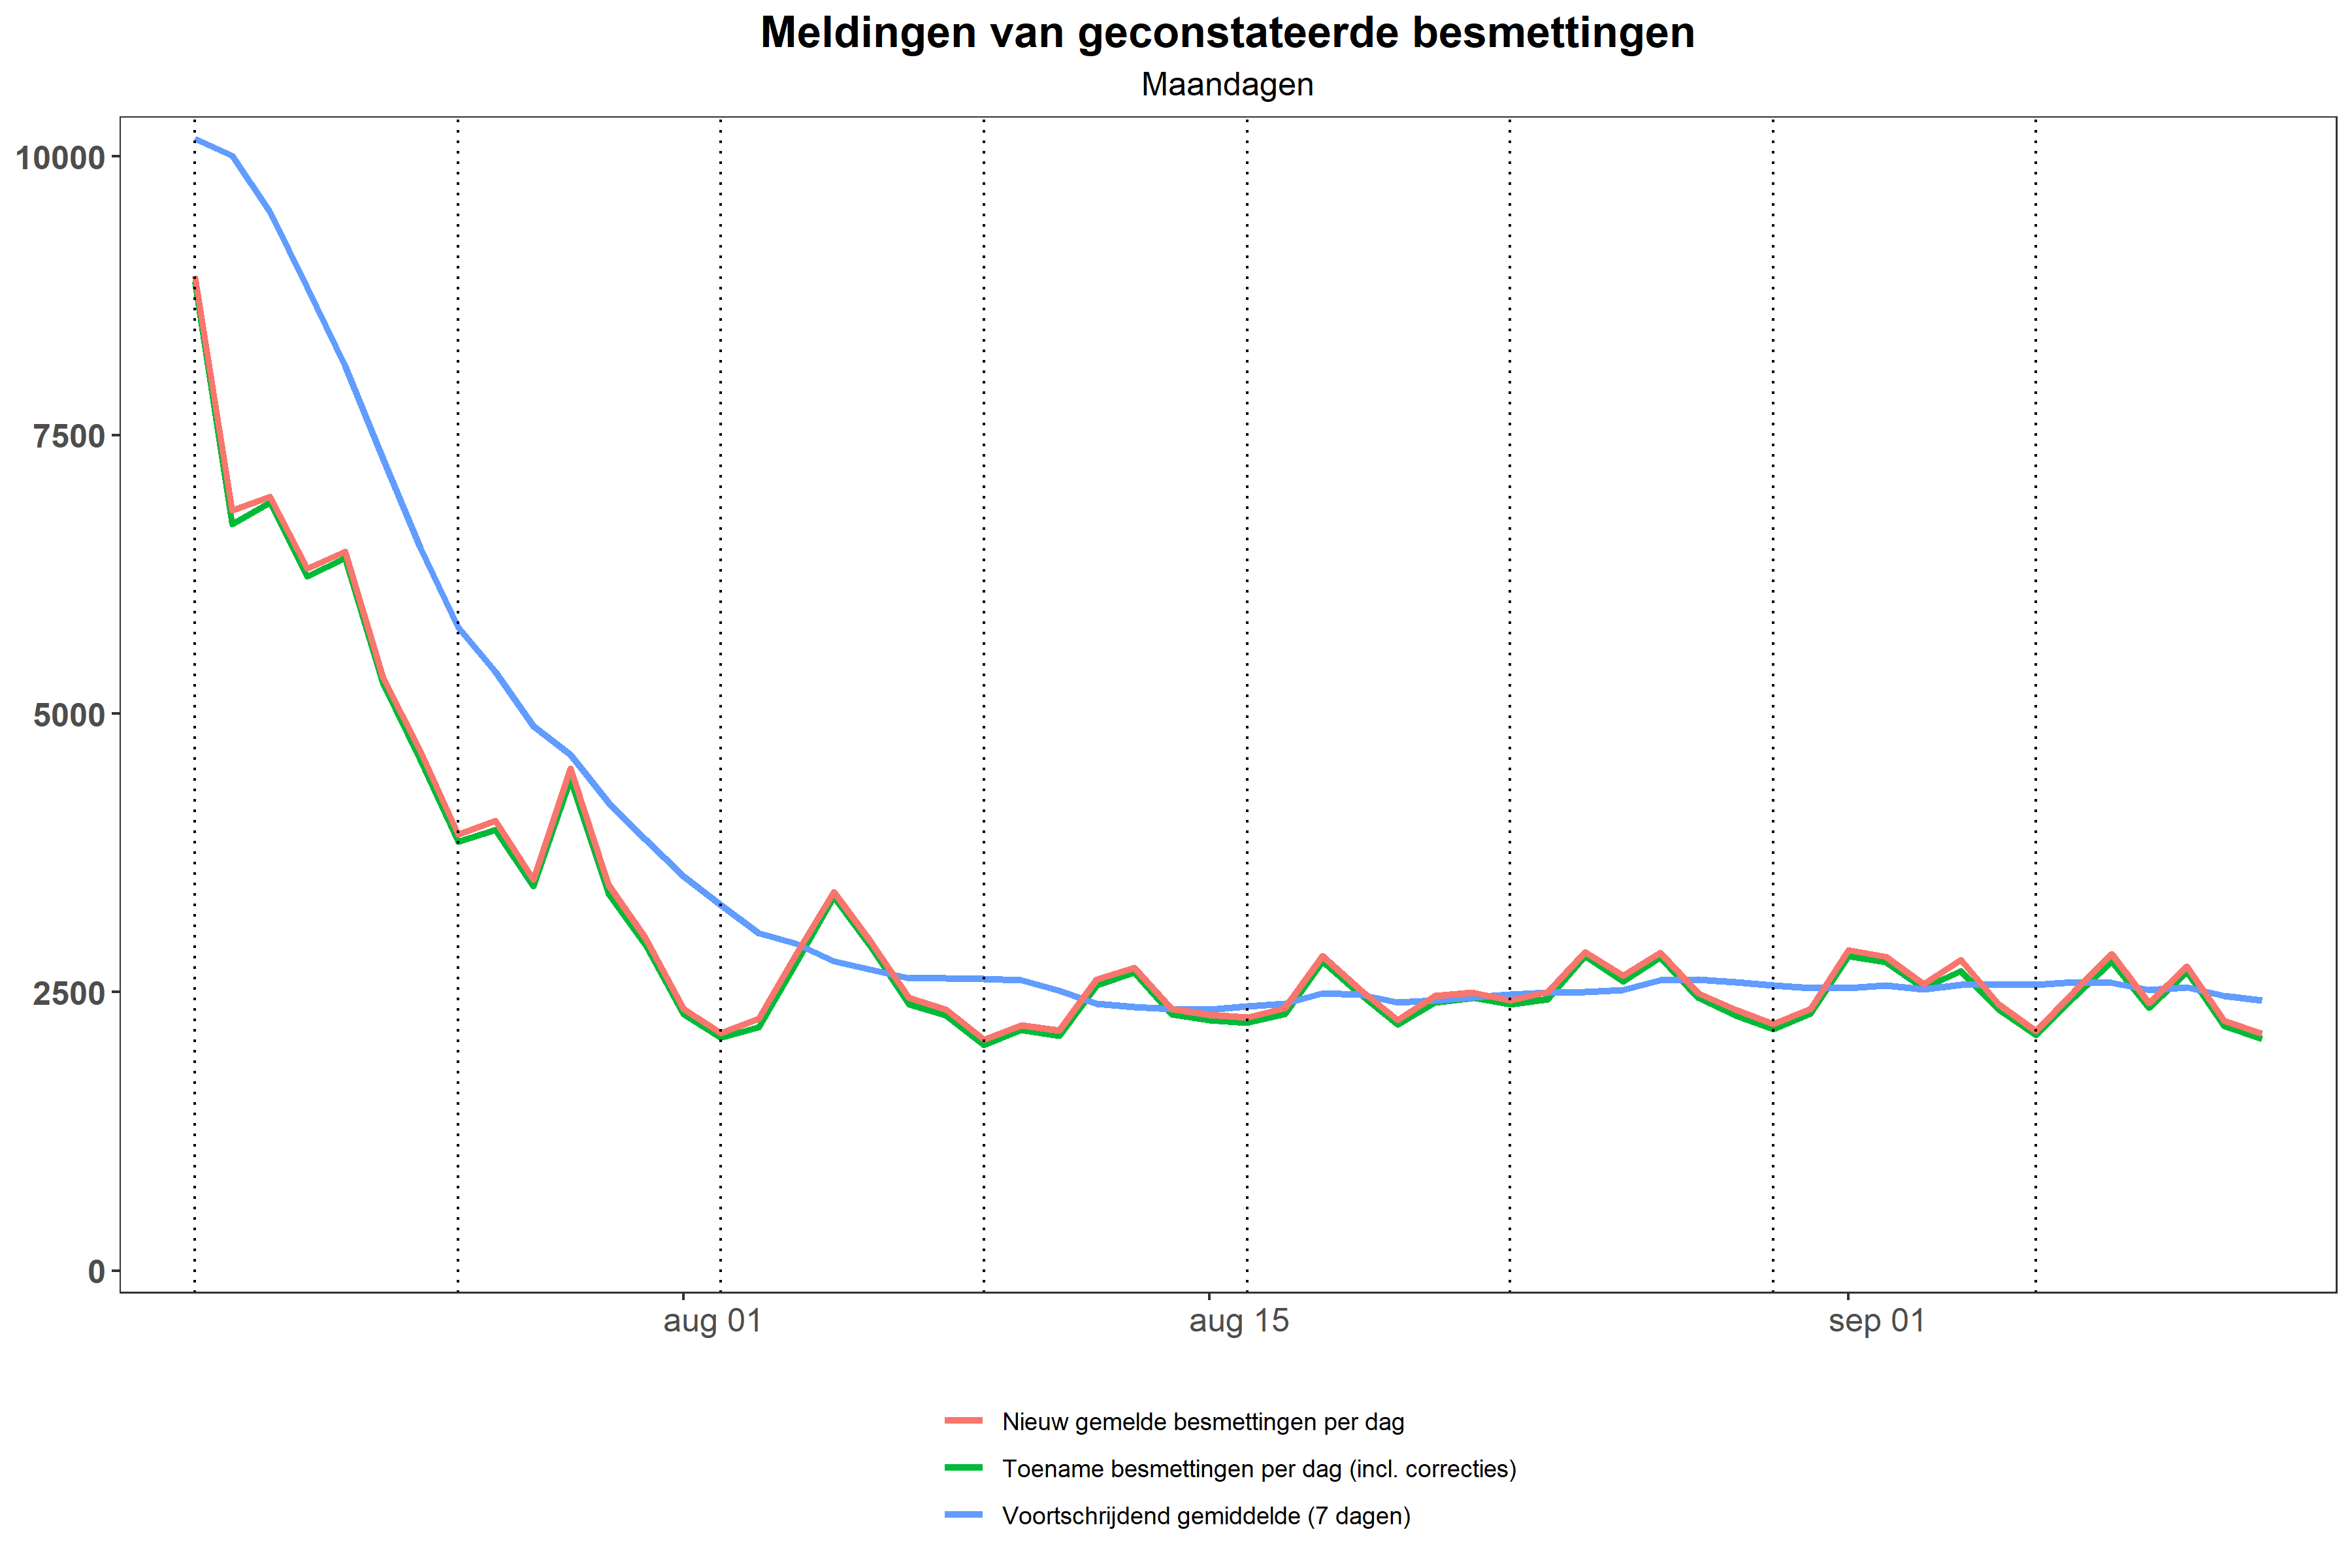 Meldingen van geconstateerde besmettingen
Maandagen
10000
7500
5000
2500
0
aug 01
aug 15
sep 01
Nieuw gemelde besmettingen per dag
Toename besmettingen per dag (incl. correcties)
Voortschrijdend gemiddelde (7 dagen)